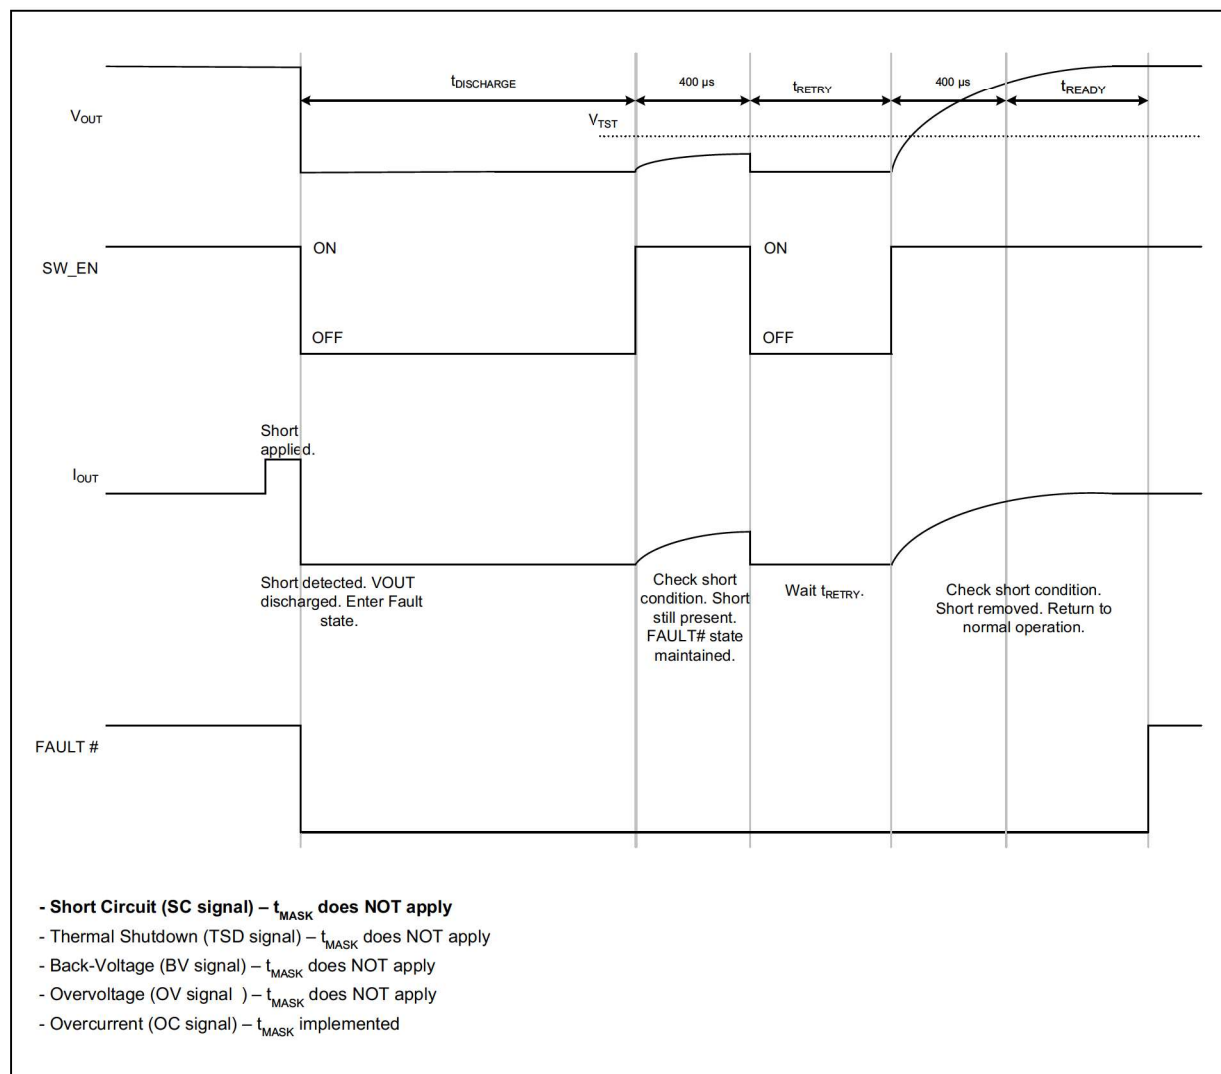 tDISCHARGE
400 µs
tRETRY
400 µs
tREADY
VOUT
VTST
ON
SW_EN
OFF
ON
OFF
Short
applied.
IOUT
Short detected. VOUT
discharged. Enter Fault
state.
Check short
condition. Short
still present.
FAULT# state
maintained.
Wait tRETRY.
Check short condition.
Short removed. Return to
normal operation.
FAULT #
- Short Circuit (SC signal) – tMASK does NOT apply
- Thermal Shutdown (TSD signal) – tMASK does NOT apply
- Back-Voltage (BV signal) – tMASK does NOT apply
- Overvoltage (OV signal ) – tMASK does NOT apply
- Overcurrent (OC signal) – tMASK implemented